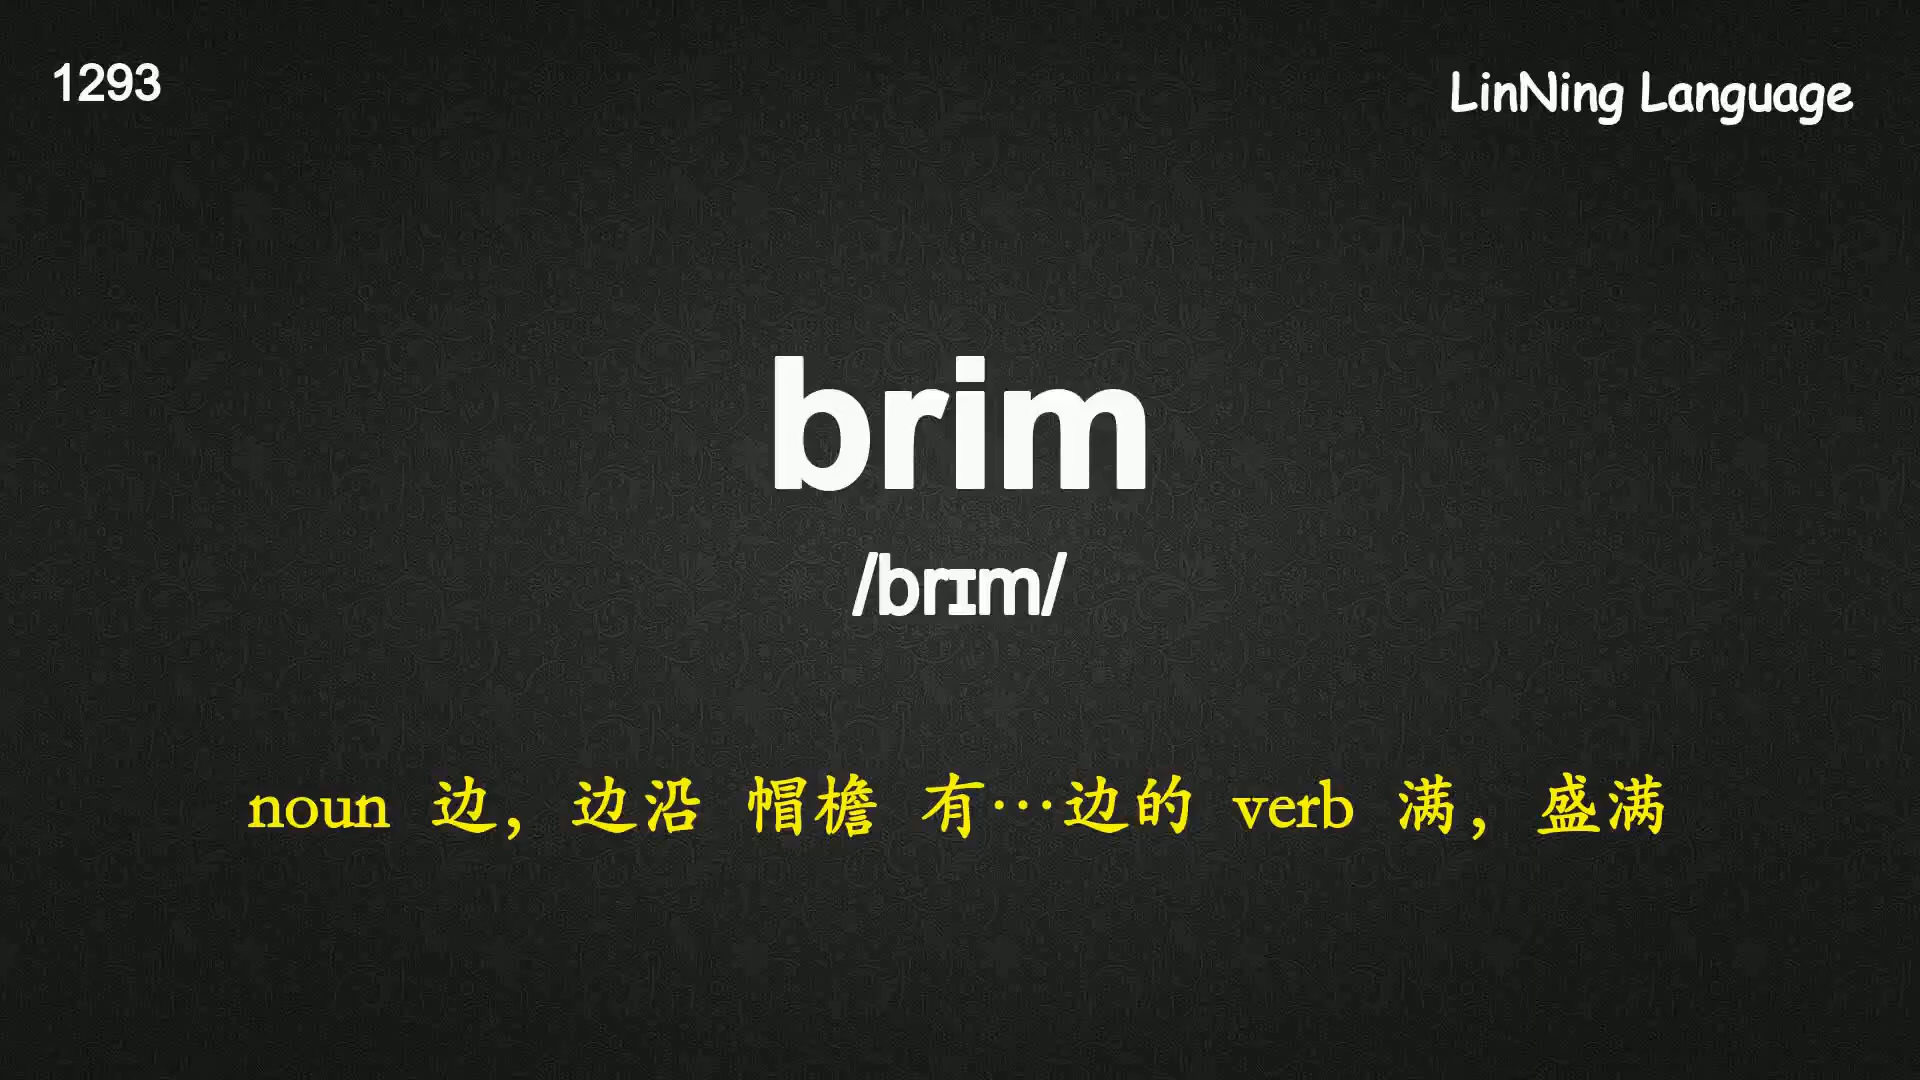 1293
LinNing Language
brim
/brɪm/
noun 边，边沿 帽檐 有…边的 verb 满，盛满